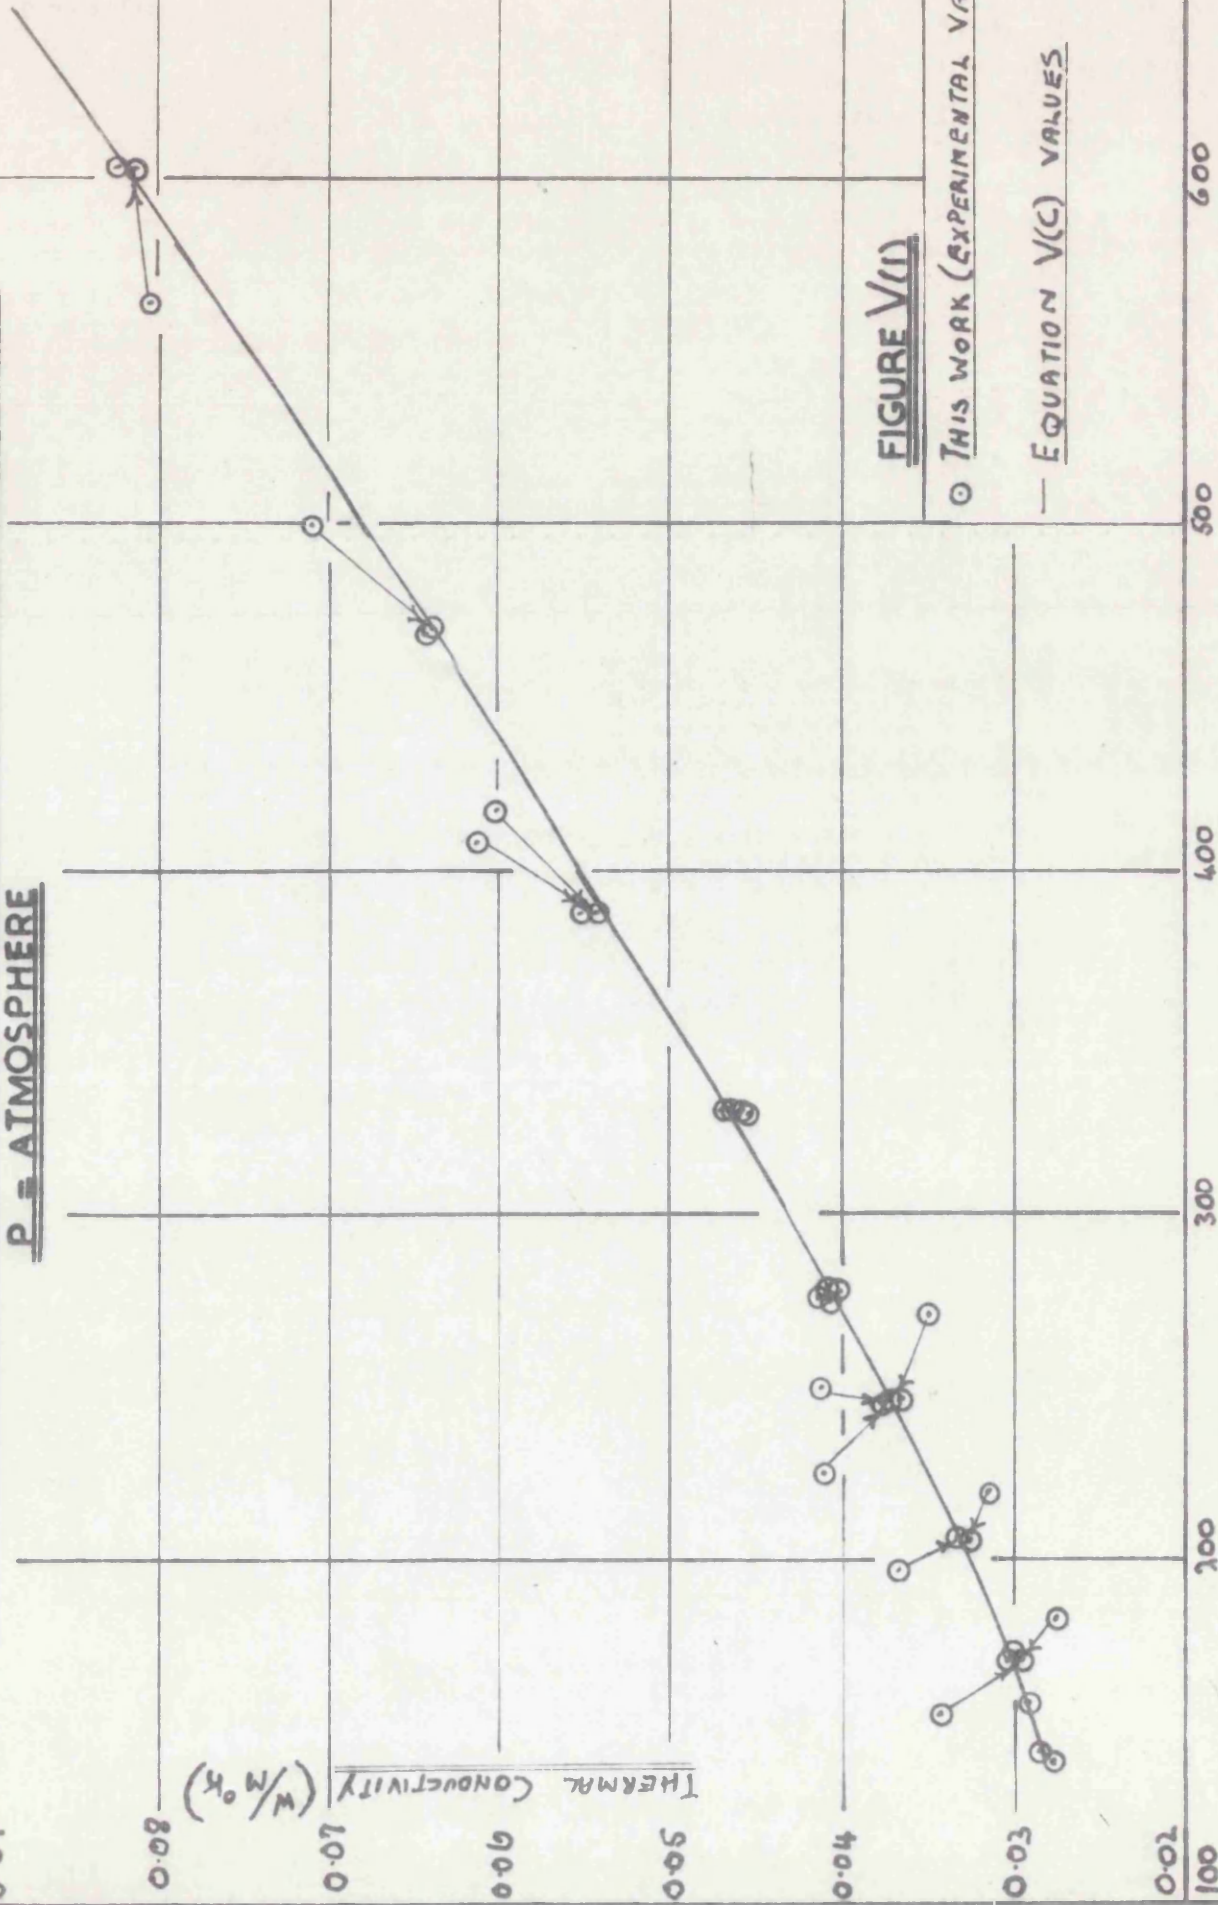 P = ATMOSPHERE
THERMAL CONDUCTIVITY (W/M°K)
0.08
0.07
0.06
0.05
0.04
0.03
0.02
100
200
300
400
500
600
FIGURE V(1)
THIS WORK (EXPERIMENTAL
— EQUATION V(C) VALUES